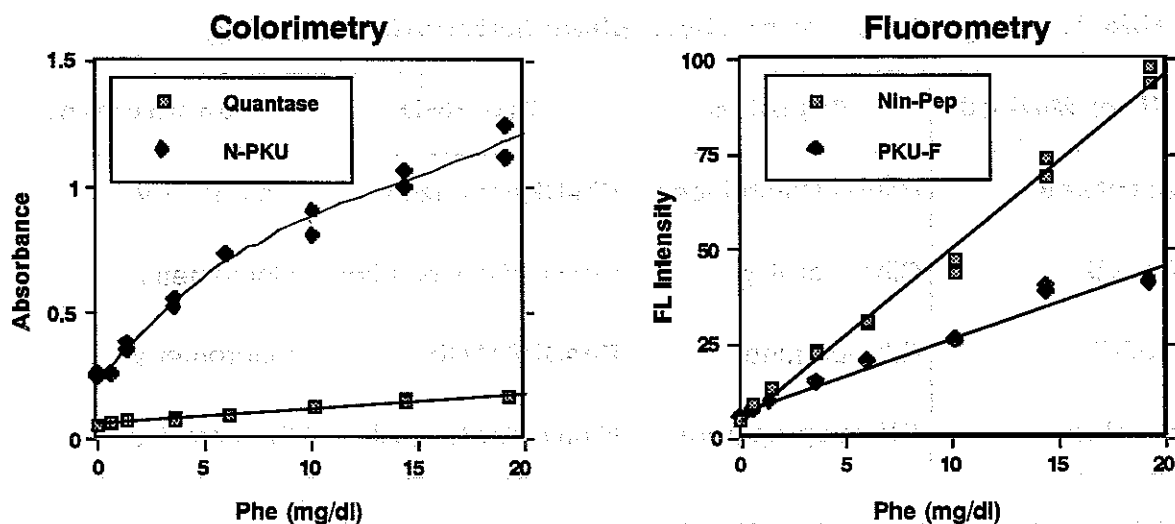 Colorimetry
1.5
1
0.5
0
Absorbance
Quantase
N-PKU
0
5
10
15
20
Phe (mg/dl)
Fluorometry
100
75
50
25
0
FL Intensity
Nin-Pep
PKU-F
0
5
10
15
20
Phe (mg/dl)